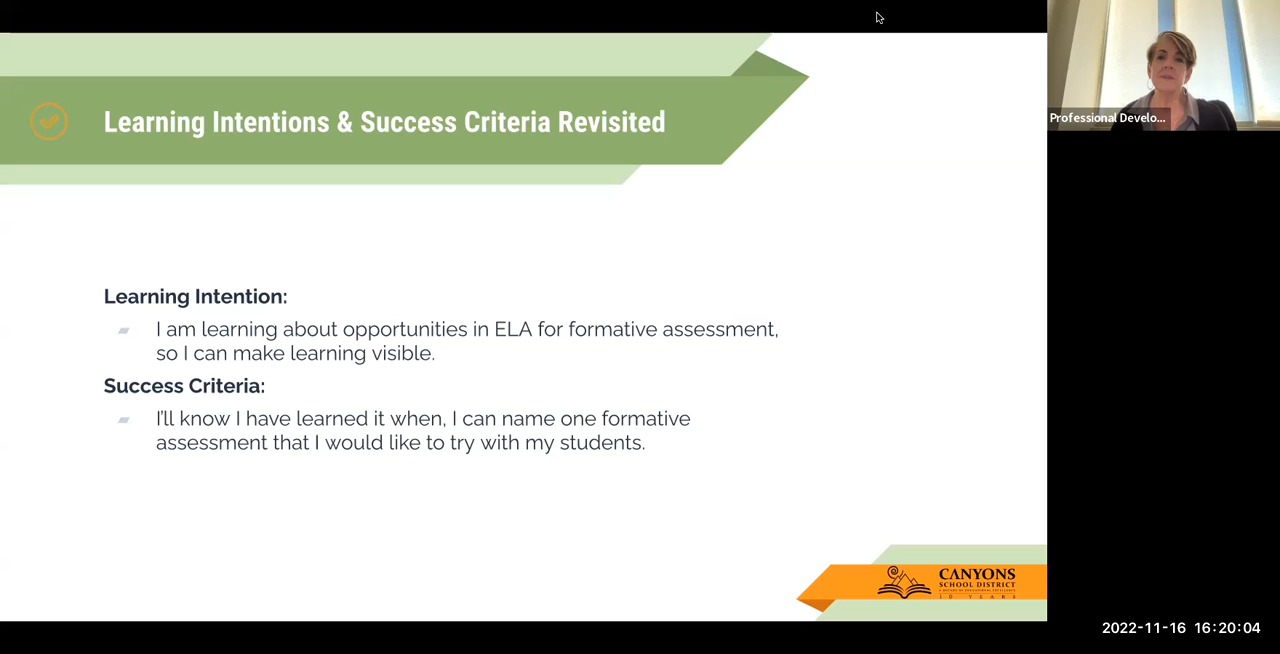 Learning Intentions & Success Criteria Revisited
Professional Develo...
Learning Intention:
I am learning about opportunities in ELA for formative assessment,
so I can make learning visible.
Success Criteria:
I'll know I have learned it when, I can name one formative
assessment that I would like to try with my students.
CANYONS
SCHOOL DISTRICT
10 YEARS
2022-11-16 16:20:04